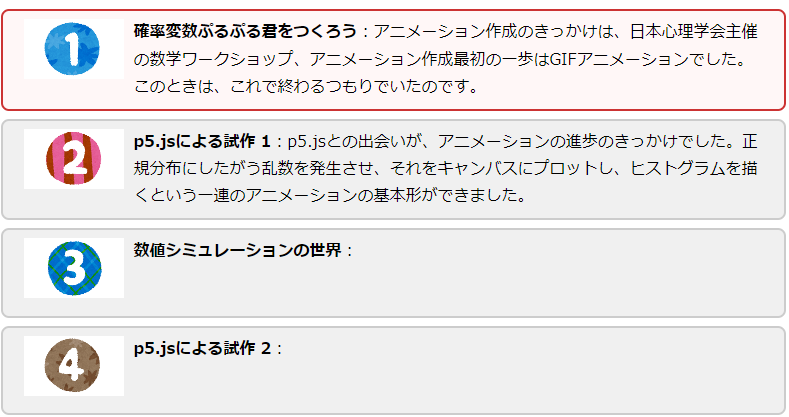 1
確率変数ぷるぷる君をつくろう：アニメーション作成のきっかけは、日本心理学会主催
の数学ワークショップ、アニメーション作成最初の一歩はGIFアニメーションでした。
このときは、これで終わるつもりでいたのです。
2
p5.jsによる試作 1：p5.jsとの出会いが、アニメーションの進歩のきっかけでした。正
規分布にしたがう乱数を発生させ、それをキャンバスにプロットし、ヒストグラムを描
くという一連のアニメーションの基本形ができました。
3
数値シミュレーションの世界：
4
p5.jsによる試作 2：